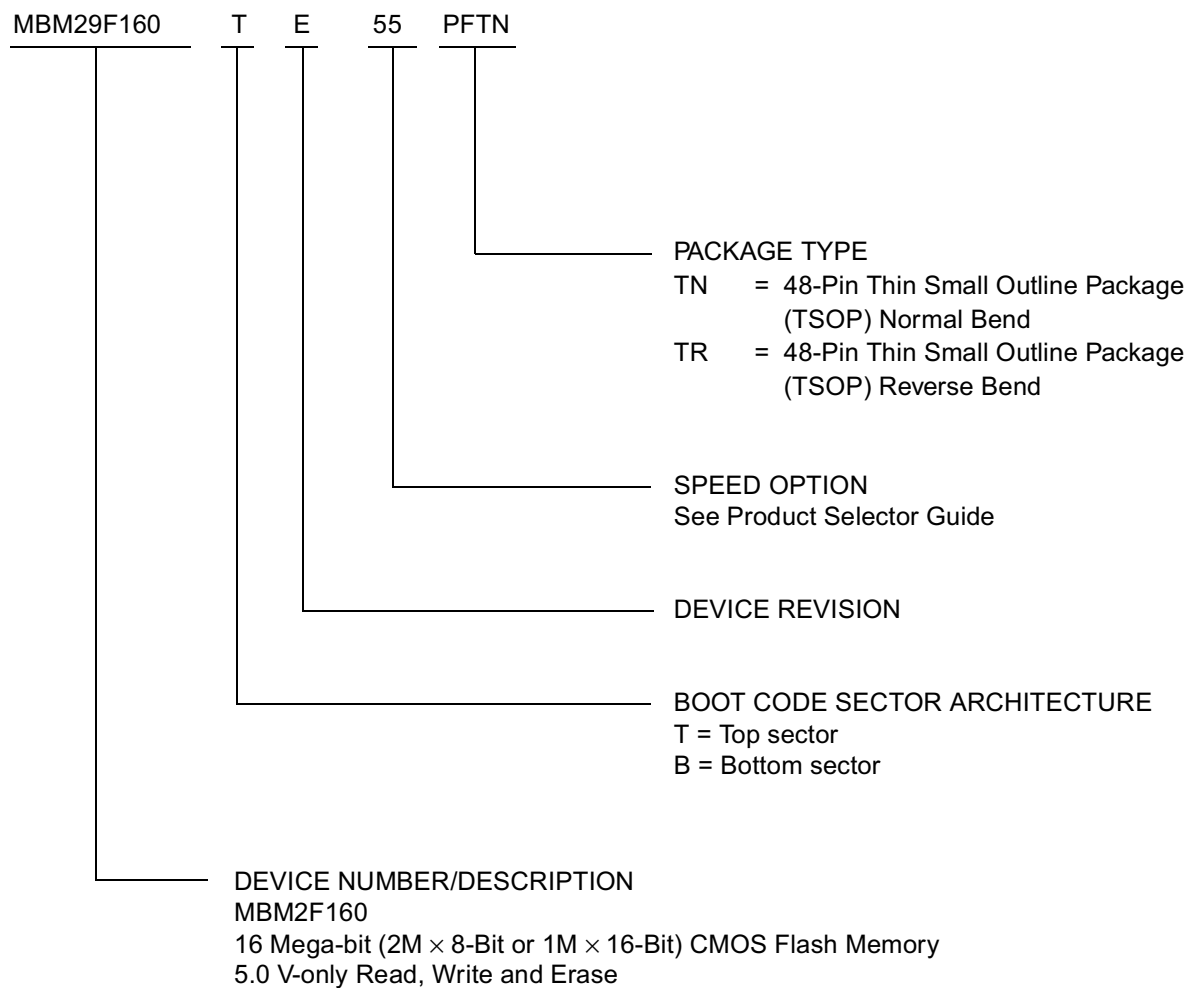 MBM29F160 T E 55 PFTN
PACKAGE TYPE
TN = 48-Pin Thin Small Outline Package
(TSOP) Normal Bend
TR = 48-Pin Thin Small Outline Package
(TSOP) Reverse Bend
SPEED OPTION
See Product Selector Guide
DEVICE REVISION
BOOT CODE SECTOR ARCHITECTURE
T = Top sector
B = Bottom sector
DEVICE NUMBER/DESCRIPTION
MBM2F160
16 Mega-bit (2M × 8-Bit or 1M × 16-Bit) CMOS Flash Memory
5.0 V-only Read, Write and Erase